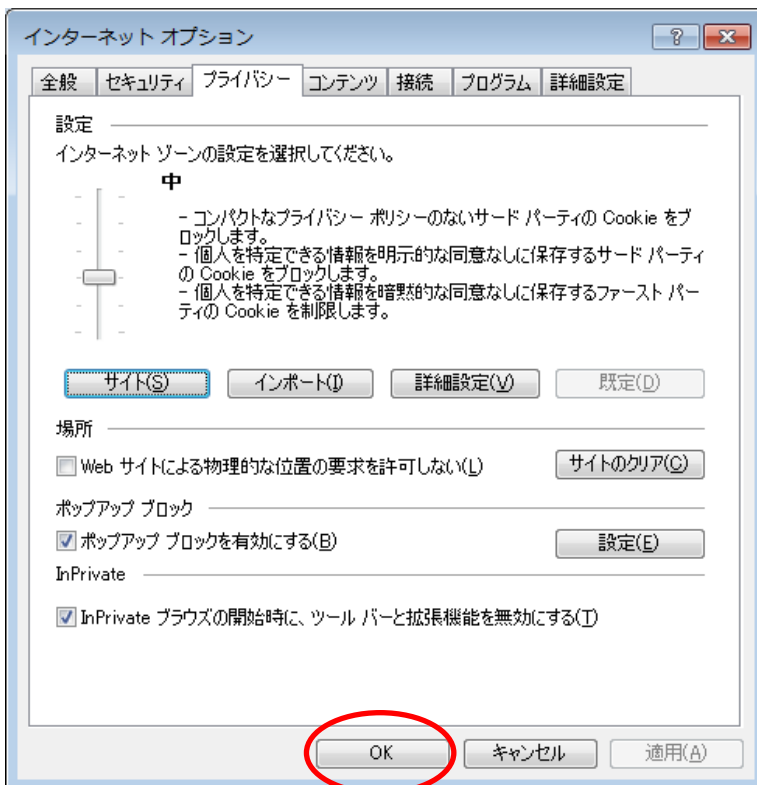 インターネット オプション
全般 セキュリティ プライバシー コンテンツ 接続 プログラム 詳細設定
設定
インターネット ゾーンの設定を選択してください。
中
- コンパクトなプライバシー ポリシーのないサード パーティの Cookie をブ
ロックします。
- 個人を特定できる情報を明示的な同意なしに保存するサード パーティ
の Cookie をブロックします。
- 個人を特定できる情報を暗黙的な同意なしに保存するファースト パー
ティの Cookie を制限します。
サイト(S) インポート(I) 詳細設定(V) 既定(D)
場所
Web サイトによる物理的な位置の要求を許可しない(L) サイトのクリア(C)
ポップアップ ブロック
ポップアップ ブロックを有効にする(B) 設定(E)
InPrivate
InPrivate ブラウズの開始時に、ツール バーと拡張機能を無効にする(T)
OK キャンセル 適用(A)